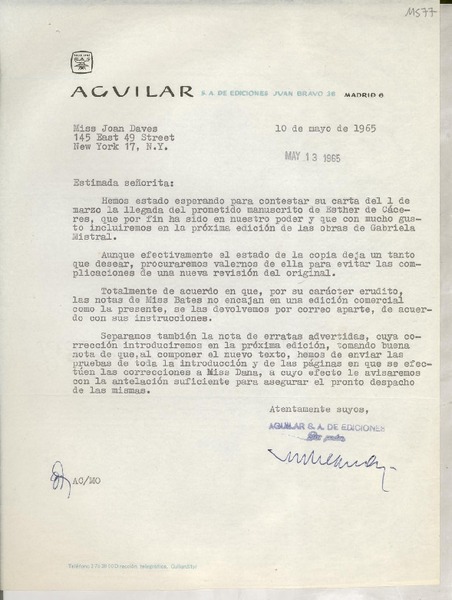 MS77
AGUILAR S. A. DE EDICIONES JUAN BRAVO 38 MADRID 6
Miss Joan Daves
145 East 49 Street
New York 17, N.Y.
10 de mayo de 1965
MAY 13 1965
Estimada señorita:
Hemos estado esperando para contestar su carta del 1 de
marzo la llegada del prometido manuscrito de Esther de Cáce-
res, que por fin ha sido en nuestro poder y que con mucho gus-
to incluiremos en la próxima edición de las obras de Gabriela
Mistral.
Aunque efectivamente el estado de la copia deja un tanto
que desear, procuraremos valernos de ella para evitar las com-
plicaciones de una nueva revisión del original.
Totalmente de acuerdo en que, por su carácter erudito,
las notas de Miss Bates no encajan en una edición comercial
como la presente, se las devolvemos por correo aparte, de acuer-
do con sus instrucciones.
Separamos también la nota de erratas advertidas, cuya co-
rrección introduciremos en la próxima edición, tomando buena
nota de que, al componer el nuevo texto, hemos de enviar las
pruebas de toda la introducción y de las páginas en que se efec-
túen las correcciones a Miss Dana, a cuyo efecto le avisaremos
con la antelación suficiente para asegurar el pronto despacho
de las mismas.
Atentamente suyos,
AGUILAR S. A. DE EDICIONES
Por poder,
AO/MO